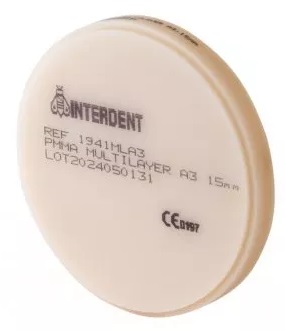 INTERDENT
REF 1941MLA3
PMMA MULTILAYER A3 15mm
LOT2024050131
CE0197